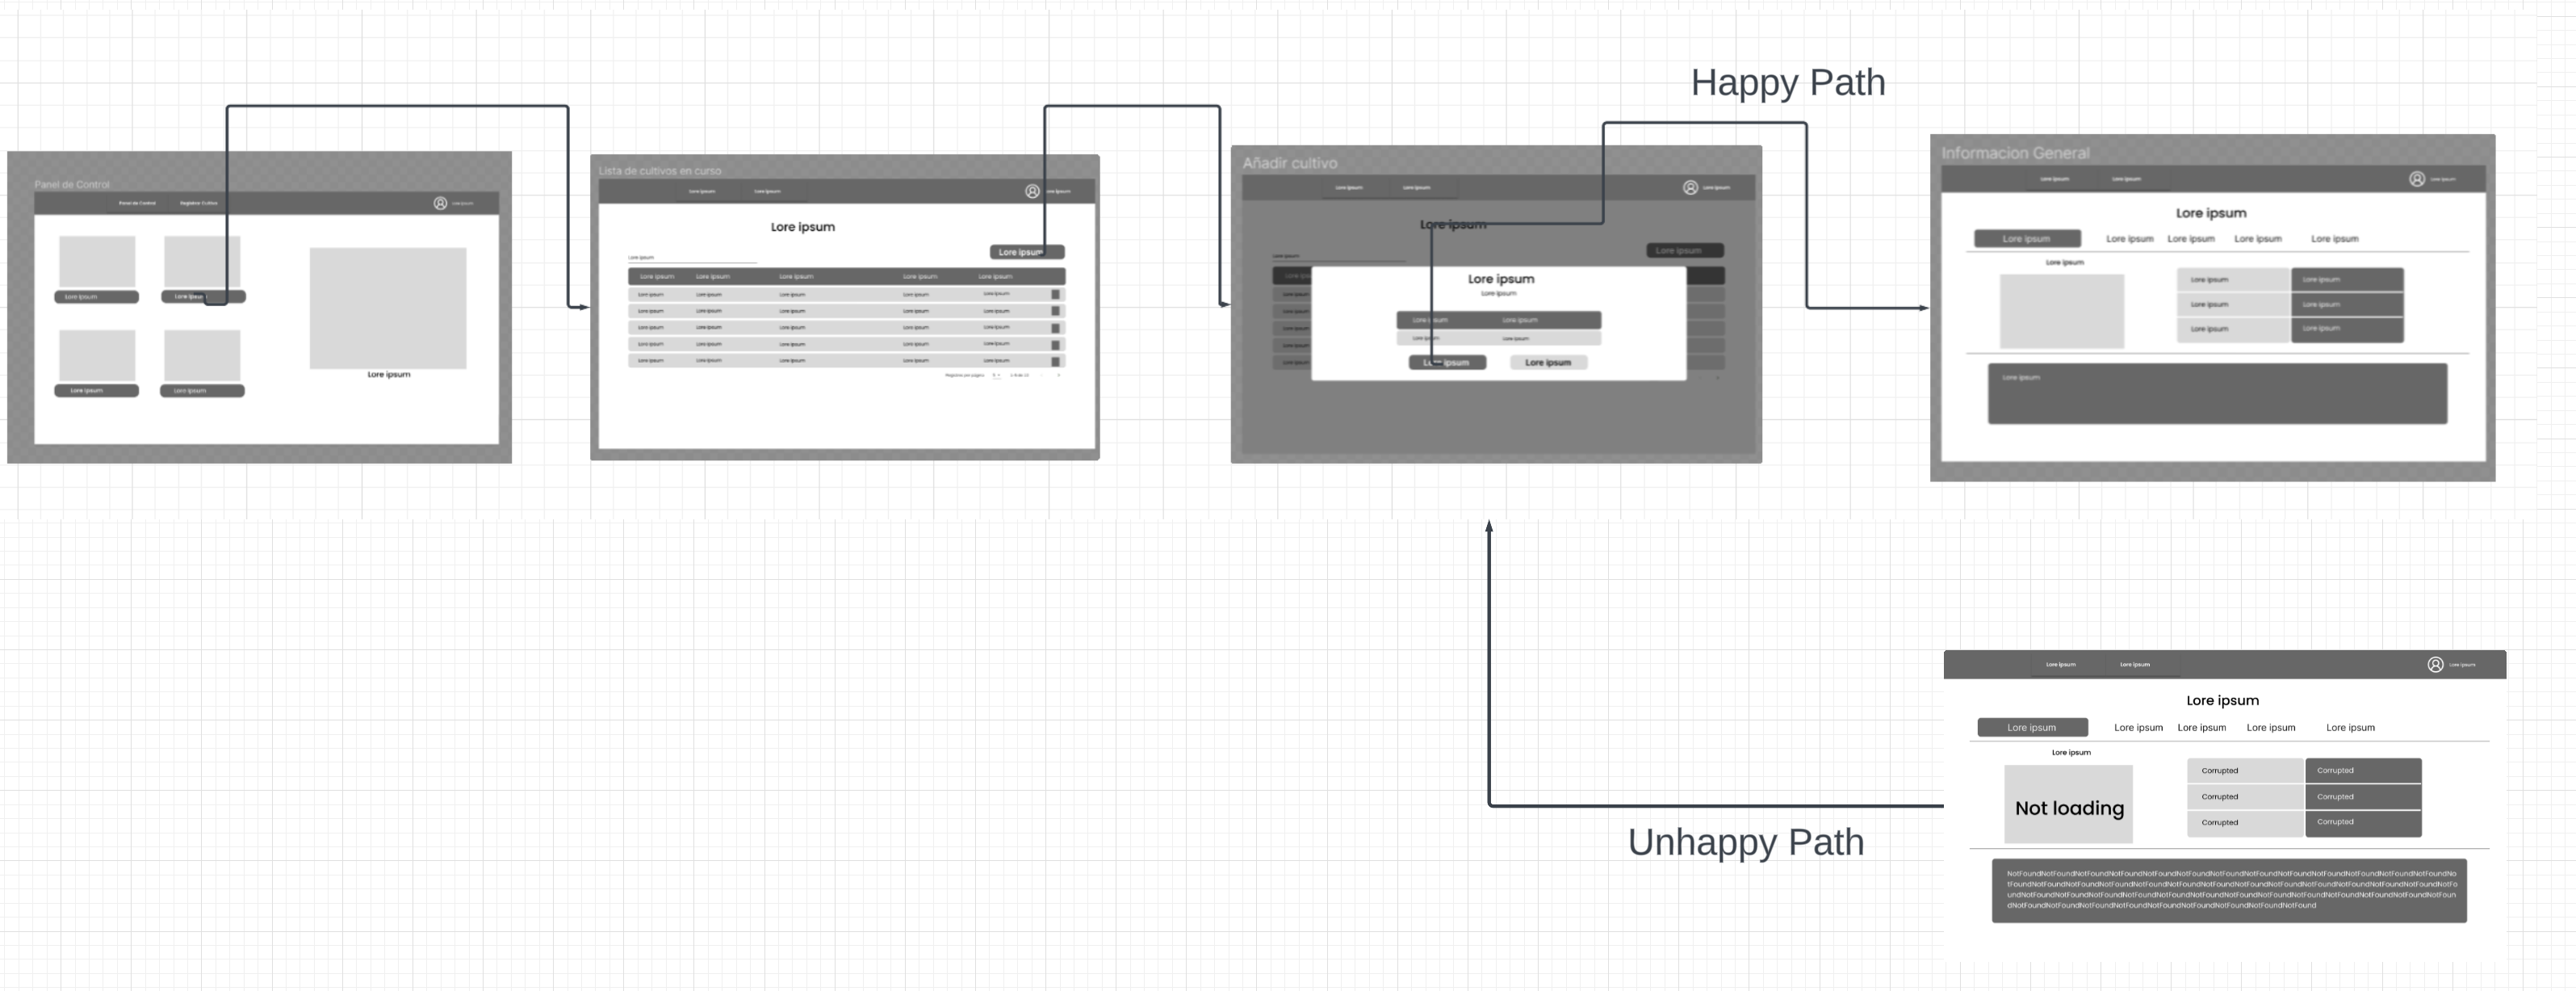 Happy Path
Panel de Control
Panel de Control Registrar Cultivo
Lore ipsum
Lore ipsum Lore ipsum
Lore ipsum
Lore ipsum Lore ipsum
Lista de cultivos en curso
Lore ipsum Lore ipsum Lore ipsum
Lore ipsum
Lore ipsum
Lore ipsum
Lore ipsum Lore ipsum Lore ipsum Lore ipsum Lore ipsum
Lore ipsum Lore ipsum Lore ipsum Lore ipsum Lore ipsum
Lore ipsum Lore ipsum Lore ipsum Lore ipsum Lore ipsum
Lore ipsum Lore ipsum Lore ipsum Lore ipsum Lore ipsum
Lore ipsum Lore ipsum Lore ipsum Lore ipsum Lore ipsum
Lore ipsum Lore ipsum Lore ipsum Lore ipsum Lore ipsum
Registros por página
Añadir cultivo
Lore ipsum Lore ipsum Lore ipsum
Lore ipsum
Lore ipsum
Lore ipsum
Lore ipsum
Lore ipsum
Lore ipsum Lore ipsum
Lore ipsum Lore ipsum
Lore ipsum Lore ipsum
Informacion General
Lore ipsum Lore ipsum Lore ipsum
Lore ipsum
Lore ipsum Lore ipsum Lore ipsum Lore ipsum Lore ipsum
Lore ipsum
Lore ipsum Lore ipsum
Lore ipsum Lore ipsum
Lore ipsum Lore ipsum
Lore ipsum
Unhappy Path
Lore ipsum Lore ipsum Lore ipsum
Lore ipsum
Lore ipsum Lore ipsum Lore ipsum Lore ipsum Lore ipsum
Lore ipsum
Not loading
Corrupted Corrupted
Corrupted Corrupted
Corrupted Corrupted
NotFoundNotFoundNotFoundNotFoundNotFoundNotFoundNotFoundNotFoundNotFoundNotFoundNotFoundNotFoundNotFoundNo
tFoundNotFoundNotFoundNotFoundNotFoundNotFoundNotFoundNotFoundNotFoundNotFoundNotFoundNotFoundNotFoundNotFo
undNotFoundNotFoundNotFoundNotFoundNotFoundNotFoundNotFoundNotFoundNotFoundNotFoundNotFoundNotFoundNotFoun
dNotFoundNotFoundNotFoundNotFoundNotFoundNotFoundNotFoundNotFoundNotFound